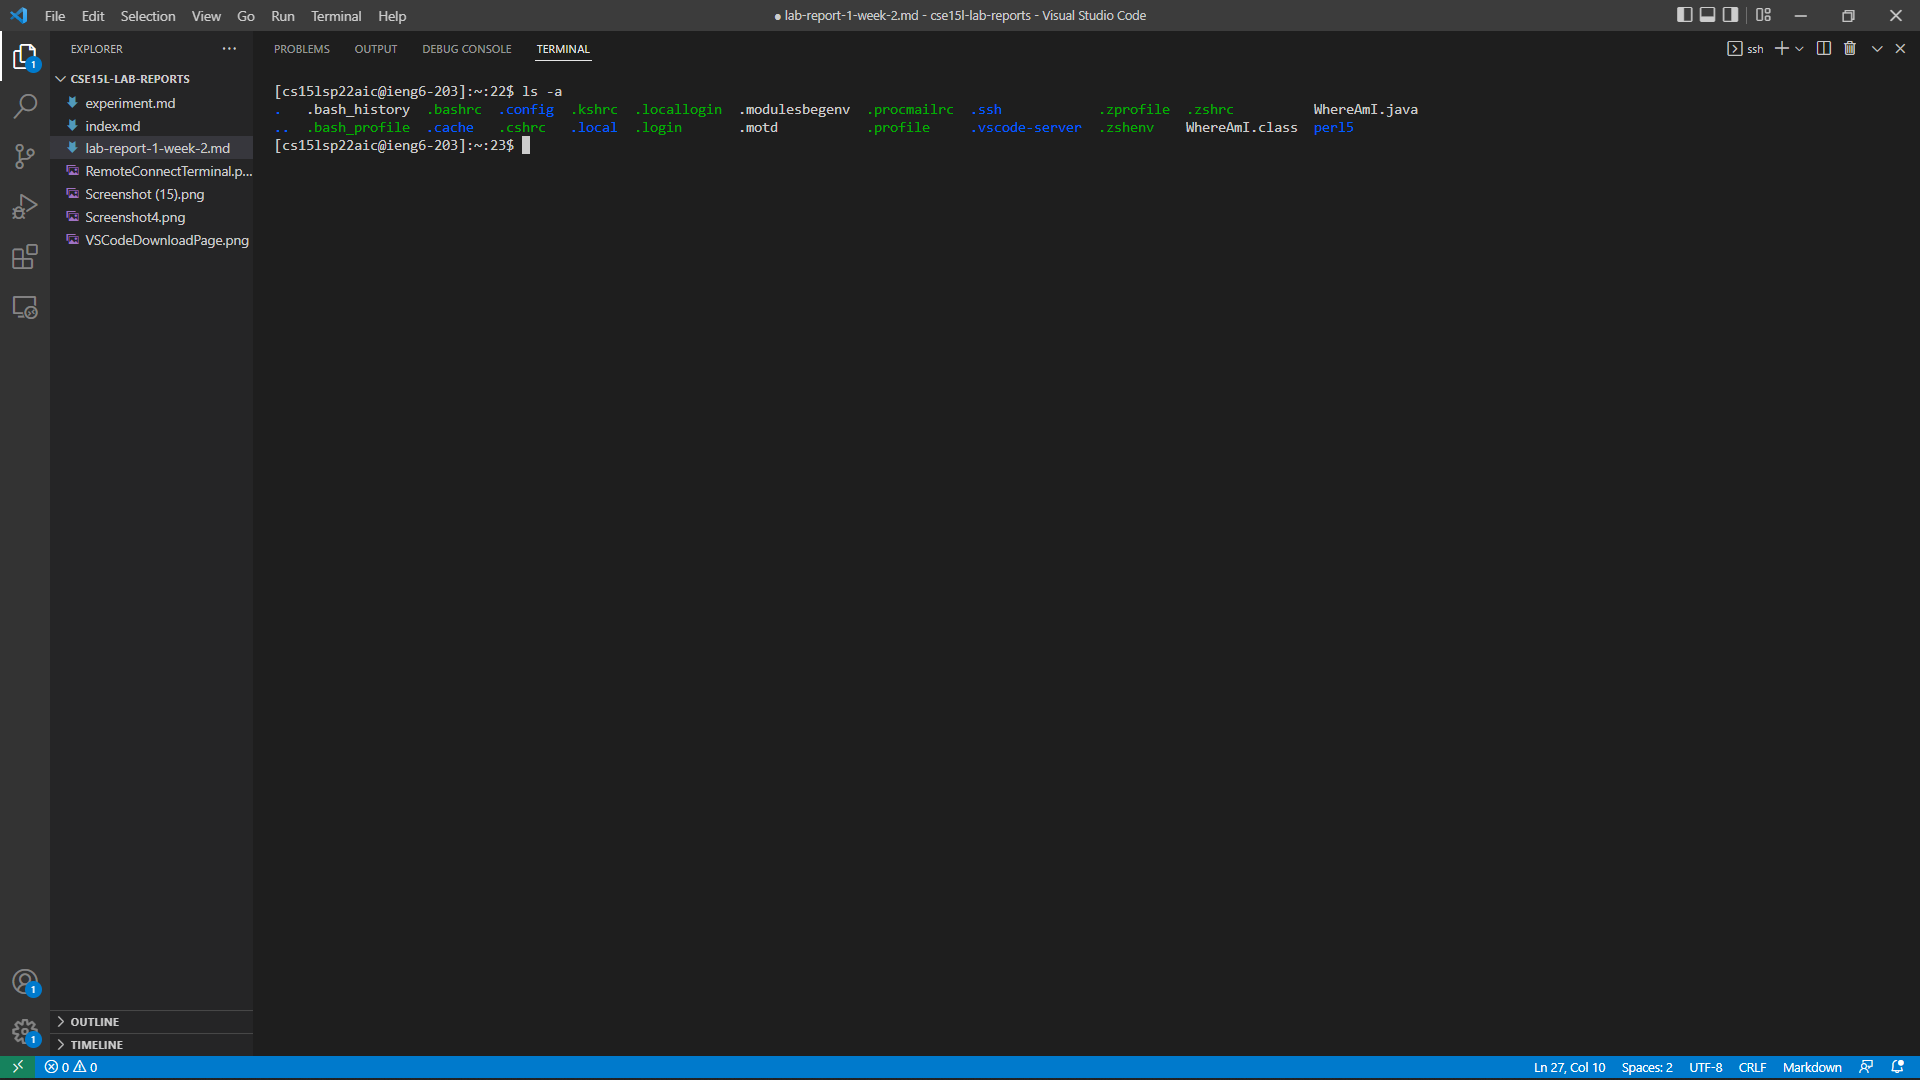 File Edit Selection View Go Run Terminal Help
● lab-report-1-week-2.md - cse15l-lab-reports - Visual Studio Code
EXPLORER ···
PROBLEMS OUTPUT DEBUG CONSOLE TERMINAL
ssh
1
CSE15L-LAB-REPORTS
experiment.md
index.md
lab-report-1-week-2.md
RemoteConnectTerminal.p...
Screenshot (15).png
Screenshot4.png
VSCodeDownloadPage.png
[cs15lsp22aic@ieng6-203]:~:22$ ls -a
. .bash_history .bashrc .config .kshrc .locallogin .modulesbegenv .procmailrc .ssh .zprofile .zshrc WhereAmI.java
.. .bash_profile .cache .cshrc .local .login .motd .profile .vscode-server .zshenv WhereAmI.class perl5
[cs15lsp22aic@ieng6-203]:~:23$
1
OUTLINE
1
TIMELINE
0 0
Ln 27, Col 10 Spaces: 2 UTF-8 CRLF Markdown